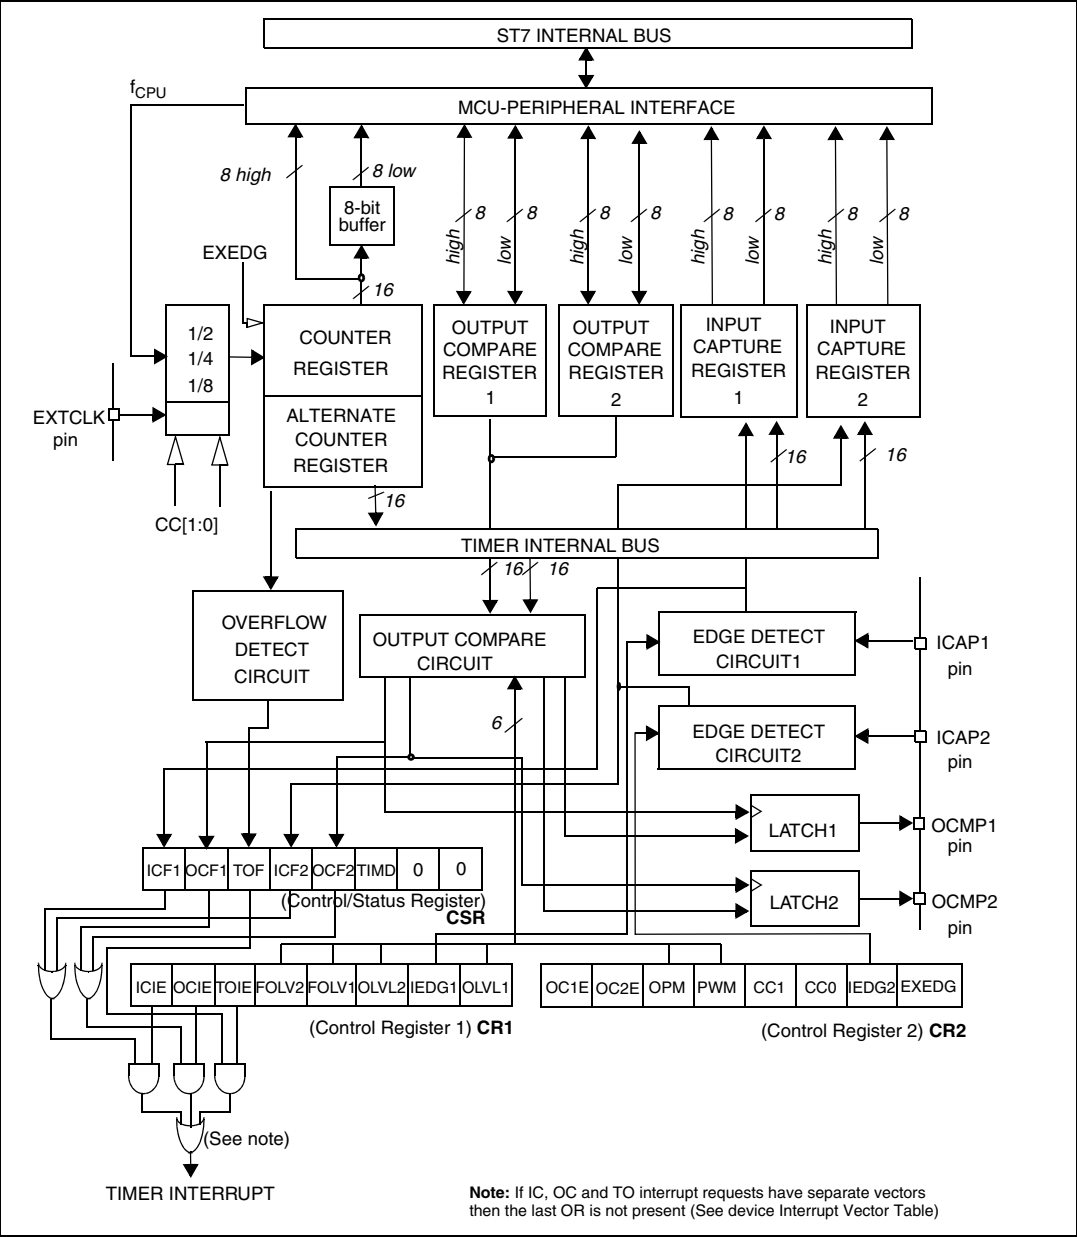 ST7 INTERNAL BUS
fCPU
MCU-PERIPHERAL INTERFACE
8 high
8 low
8-bit
buffer
high
8
low
8
high
8
low
8
high
8
low
8
high
8
low
8
EXEDG
16
1/2
1/4
1/8
COUNTER
REGISTER
ALTERNATE
COUNTER
REGISTER
OUTPUT
COMPARE
REGISTER
1
OUTPUT
COMPARE
REGISTER
2
INPUT
CAPTURE
REGISTER
1
INPUT
CAPTURE
REGISTER
2
EXTCLK
pin
CC[1:0]
16
16
16
TIMER INTERNAL BUS
16
16
OVERFLOW
DETECT
CIRCUIT
OUTPUT COMPARE
CIRCUIT
EDGE DETECT
CIRCUIT1
ICAP1
pin
6
EDGE DETECT
CIRCUIT2
ICAP2
pin
LATCH1
OCMP1
pin
LATCH2
OCMP2
pin
ICF1 OCF1 TOF ICF2 OCF2 TIMD 0 0
(Control/Status Register)
CSR
ICIE OCIE TOIE FOLV2 FOLV1 OLVL2 IEDG1 OLVL1
(Control Register 1) CR1
OC1E OC2E OPM PWM CC1 CC0 IEDG2 EXEDG
(Control Register 2) CR2
(See note)
TIMER INTERRUPT
Note: If IC, OC and TO interrupt requests have separate vectors
then the last OR is not present (See device Interrupt Vector Table)